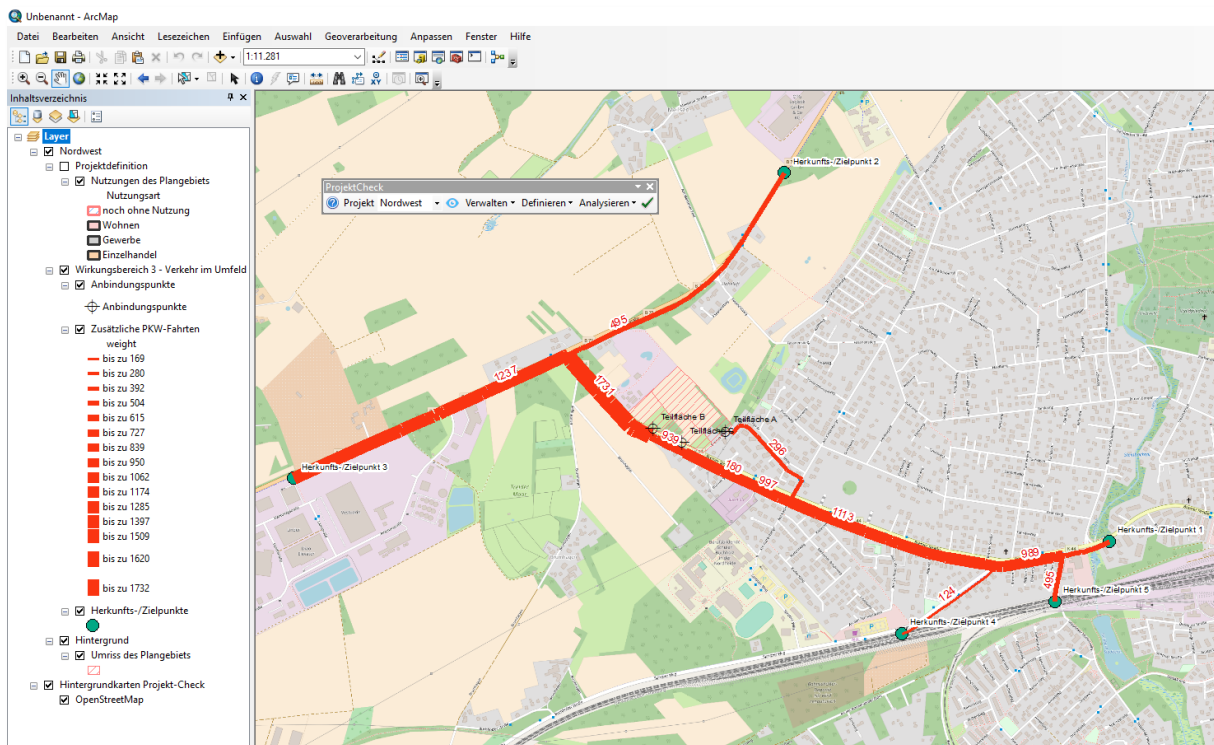 Unbenannt - ArcMap
Datei Bearbeiten Ansicht Lesezeichen Einfügen Auswahl Geoverarbeitung Anpassen Fenster Hilfe
1:11.281
Inhaltsverzeichnis
Layer
Nordwest
Projektdefinition
Nutzungen des Plangebiets
Nutzungsart
noch ohne Nutzung
Wohnen
Gewerbe
Einzelhandel
Wirkungsbereich 3 - Verkehr im Umfeld
Anbindungspunkte
Anbindungspunkte
Zusätzliche PKW-Fahrten
weight
bis zu 169
bis zu 280
bis zu 392
bis zu 504
bis zu 615
bis zu 727
bis zu 839
bis zu 950
bis zu 1062
bis zu 1174
bis zu 1285
bis zu 1397
bis zu 1509
bis zu 1620
bis zu 1732
Herkunfts-/Zielpunkte
Hintergrund
Umriss des Plangebiets
Hintergrundkarten Projekt-Check
OpenStreetMap
ProjektCheck
Projekt Nordwest Verwalten Definieren Analysieren
Herkunfts-/Zielpunkt 2
495
1237
1731
Teilfläche B
Teilfläche A
939
296
180
997
Herkunfts-/Zielpunkt 3
1113
Herkunfts-/Zielpunkt 1
989
495
Herkunfts-/Zielpunkt 5
124
Herkunfts-/Zielpunkt 4